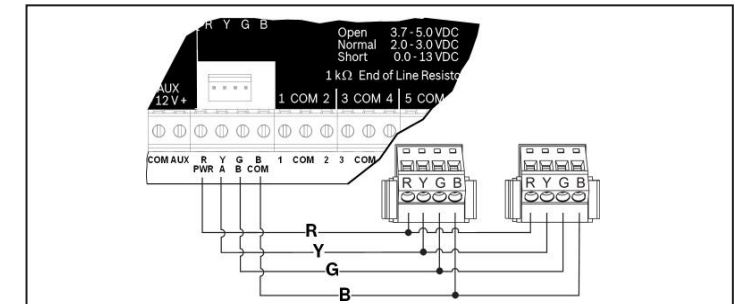 R Y G B
Open 3.7 - 5.0 VDC
Normal 2.0 - 3.0 VDC
Short 0.0 - 13 VDC
1 kΩ End of Line Resisto
AUX
12 V +
1 COM 2 3 COM 4 5 COM
COM AUX R Y G B 1 COM 2 3 COM
PWR A B COM
R Y G B
R Y G B
R
Y
G
B